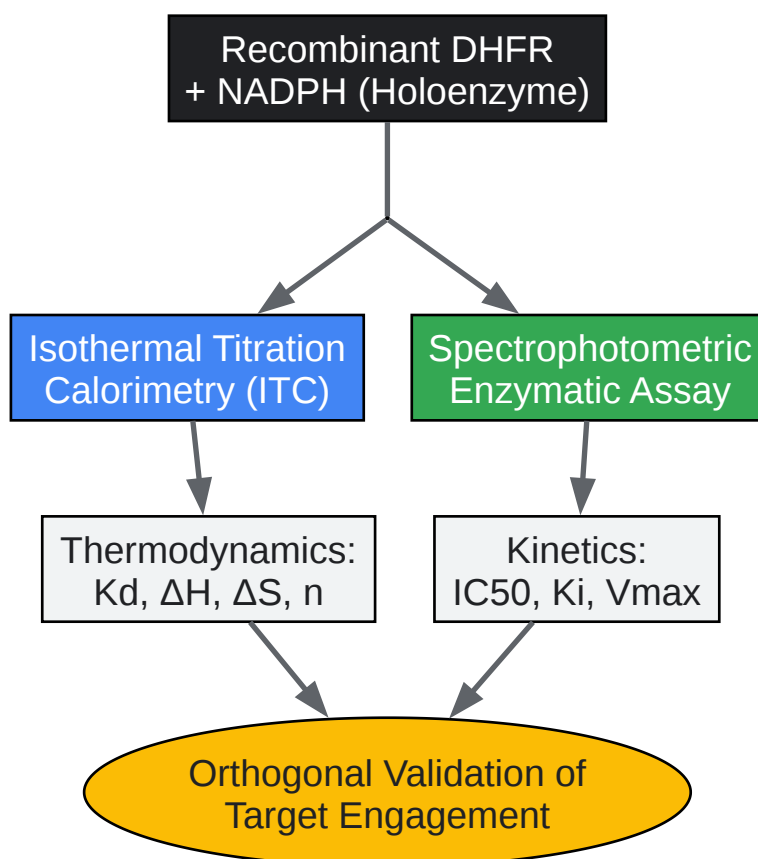 Recombinant DHFR
+ NADPH (Holoenzyme)
Isothermal Titration
Calorimetry (ITC)
Spectrophotometric
Enzymatic Assay
Thermodynamics:
Kd, ΔH, ΔS, n
Kinetics:
IC50, Ki, Vmax
Orthogonal Validation of
Target Engagement